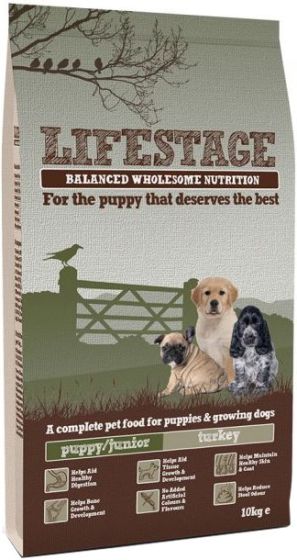 LIFESTAGE
BALANCED WHOLESOME NUTRITION
For the puppy that deserves the best
A complete pet food for puppies & growing dogs
puppy/junior
turkey
Helps Aid
Healthy
Digestion
Helps Aid
Tissue
Growth &
Development
Helps Maintain
Healthy Skin
& Coat
Helps Bone
Growth &
Development
No Added
Artificial
Colours &
Flavours
Helps Reduce
Stool Odour
10kg e